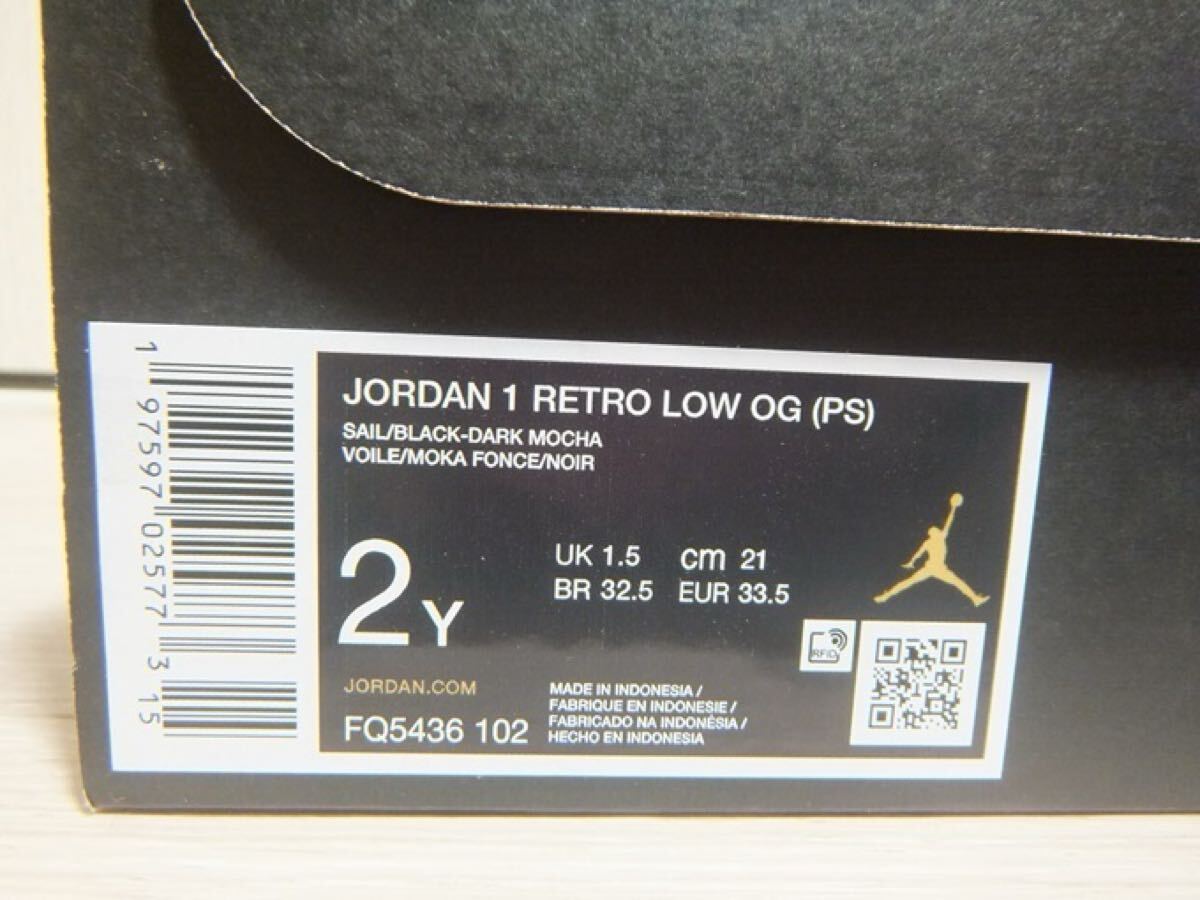 1 97597 02577 3 15
JORDAN 1 RETRO LOW OG (PS)
SAIL/BLACK-DARK MOCHA
VOILE/MOKA FONCE/NOIR
2Y
UK 1.5 cm 21
BR 32.5 EUR 33.5
RFID
JORDAN.COM
FQ5436 102
MADE IN INDONESIA /
FABRIQUE EN INDONESIE /
FABRICADO NA INDONÉSIA /
HECHO EN INDONESIA